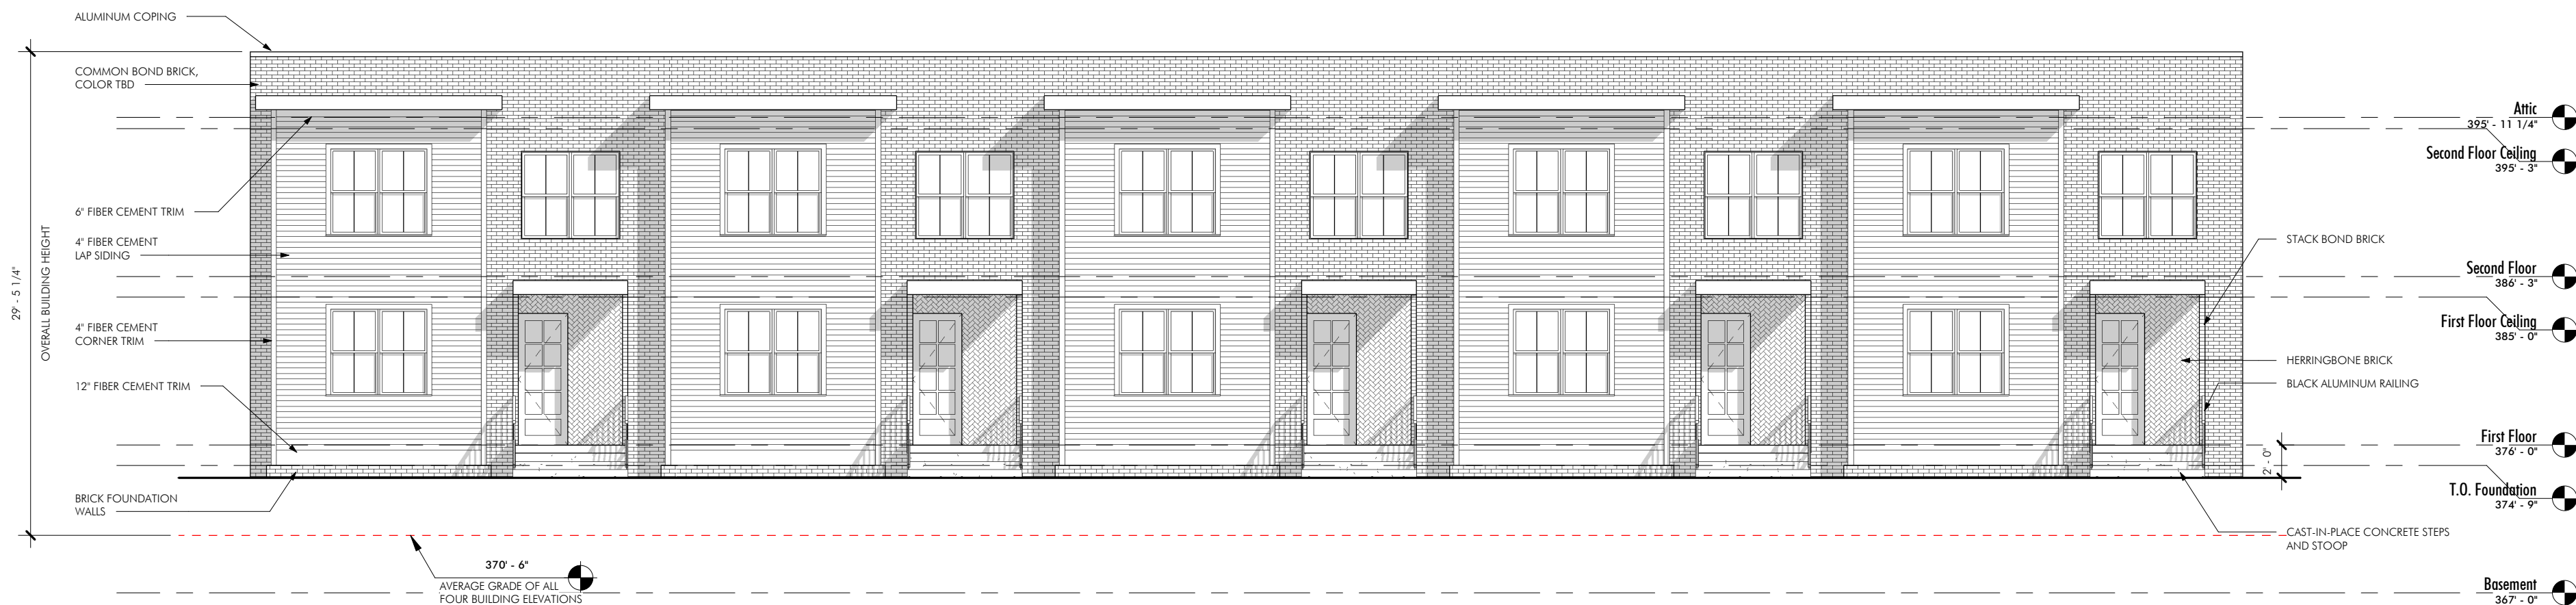 ALUMINUM COPING
COMMON BOND BRICK,
COLOR TBD
29' - 5 1/4"
OVERALL BUILDING HEIGHT
6" FIBER CEMENT TRIM
4" FIBER CEMENT
LAP SIDING
4" FIBER CEMENT
CORNER TRIM
12" FIBER CEMENT TRIM
BRICK FOUNDATION
WALLS
370' - 6"
AVERAGE GRADE OF ALL
FOUR BUILDING ELEVATIONS
Attic
395' - 11 1/4"
Second Floor Ceiling
395' - 3"
STACK BOND BRICK
Second Floor
386' - 3"
First Floor Ceiling
385' - 0"
HERRINGBONE BRICK
BLACK ALUMINUM RAILING
First Floor
376' - 0"
2' - 0"
T.O. Foundation
374' - 9"
CAST-IN-PLACE CONCRETE STEPS
AND STOOP
Basement
367' - 0"